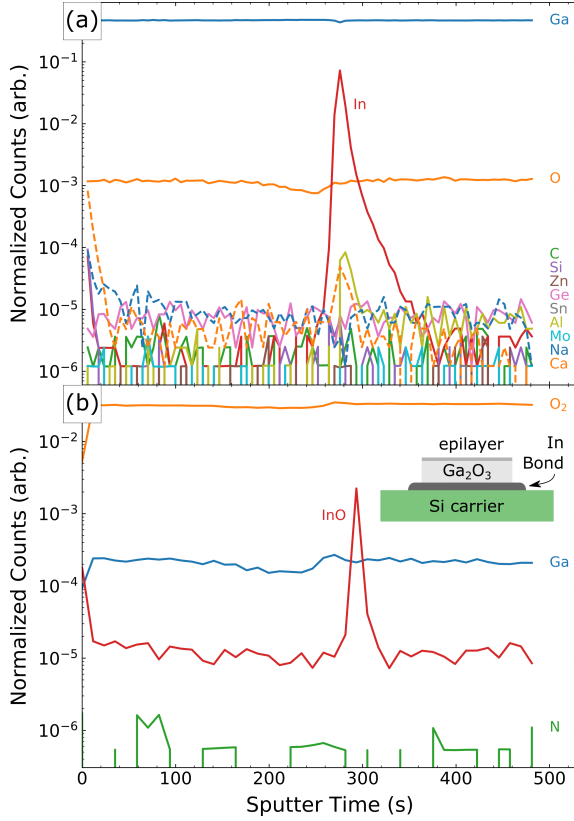 (a)
Ga
10⁻¹
In
10⁻²
O
10⁻³
10⁻⁴
C
Si
Zn
Ge
Sn
Al
Mo
Na
Ca
10⁻⁵
10⁻⁶
Normalized Counts (arb.)
(b)
O₂
10⁻²
epilayer
In
Bond
Ga₂O₃
Si carrier
InO
10⁻³
Ga
10⁻⁴
10⁻⁵
N
10⁻⁶
Normalized Counts (arb.)
0 100 200 300 400 500
Sputter Time (s)